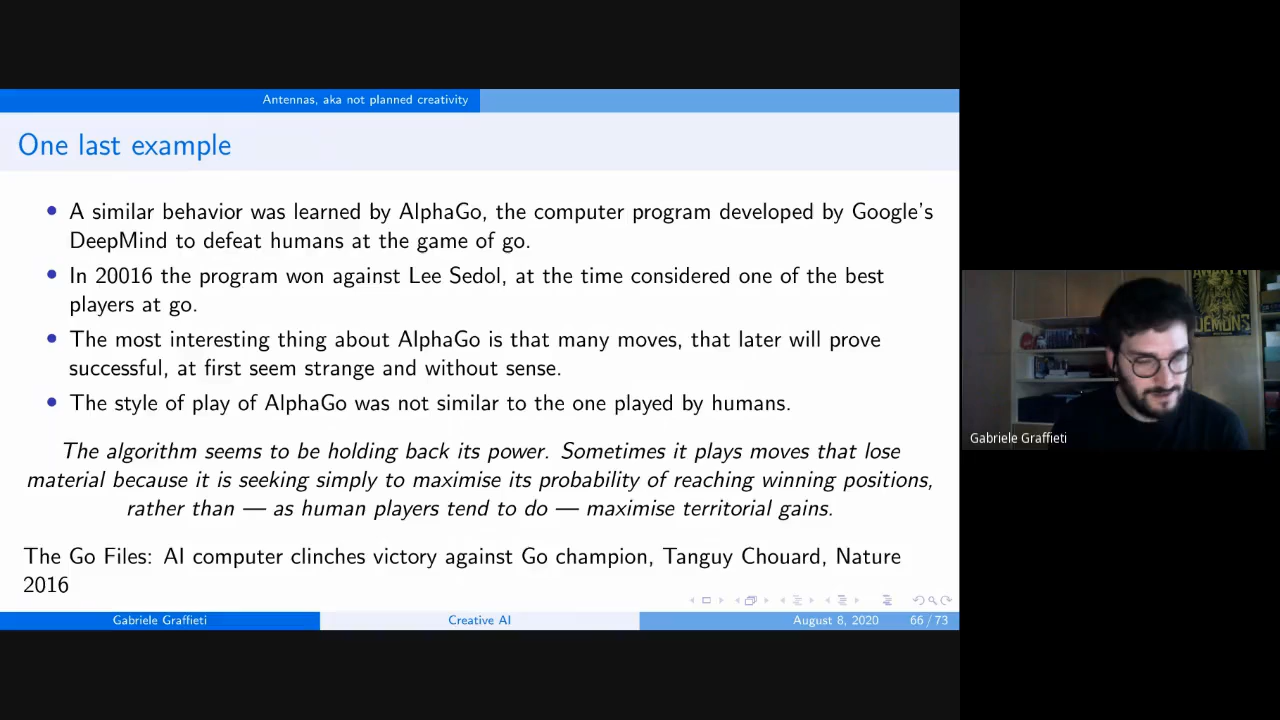 Antennas, aka not planned creativity
One last example
A similar behavior was learned by AlphaGo, the computer program developed by Google's
DeepMind to defeat humans at the game of go.
In 20016 the program won against Lee Sedol, at the time considered one of the best
players at go.
The most interesting thing about AlphaGo is that many moves, that later will prove
successful, at first seem strange and without sense.
The style of play of AlphaGo was not similar to the one played by humans.
The algorithm seems to be holding back its power. Sometimes it plays moves that lose
material because it is seeking simply to maximise its probability of reaching winning positions,
rather than — as human players tend to do — maximise territorial gains.
The Go Files: AI computer clinches victory against Go champion, Tanguy Chouard, Nature
2016
Gabriele Graffieti
Creative AI
August 8, 2020 66 / 73
DEMONS
Gabriele Graffieti